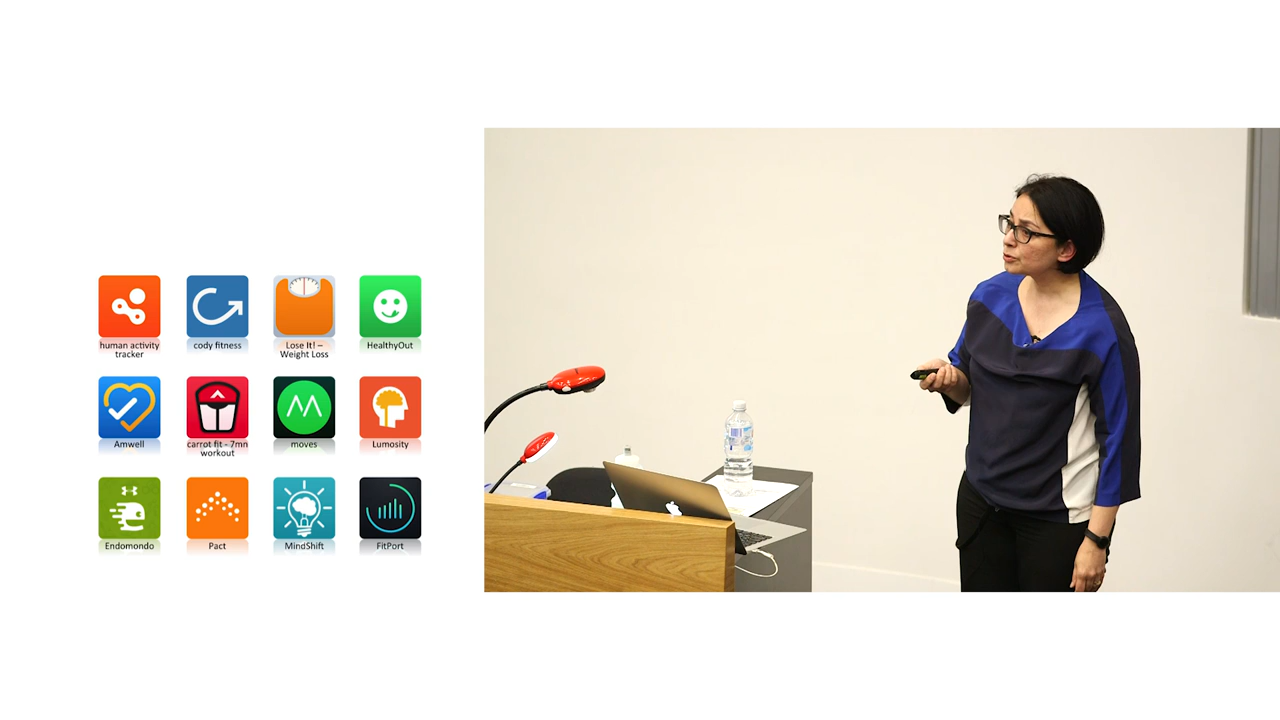 human activity
tracker
cody fitness
Lose It! –
Weight Loss
HealthyOut
Amwell
carrot fit - 7mn
workout
moves
Lumosity
Endomondo
Pact
MindShift
FitPort